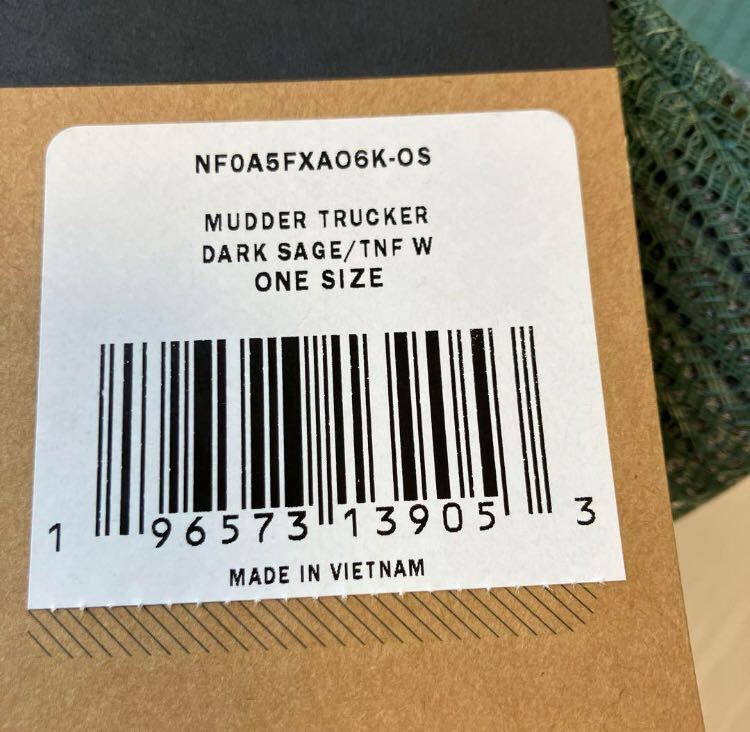 NF0A5FXAO6K-OS
MUDDER TRUCKER
DARK SAGE/TNF W
ONE SIZE
1 96573 13905 3
MADE IN VIETNAM